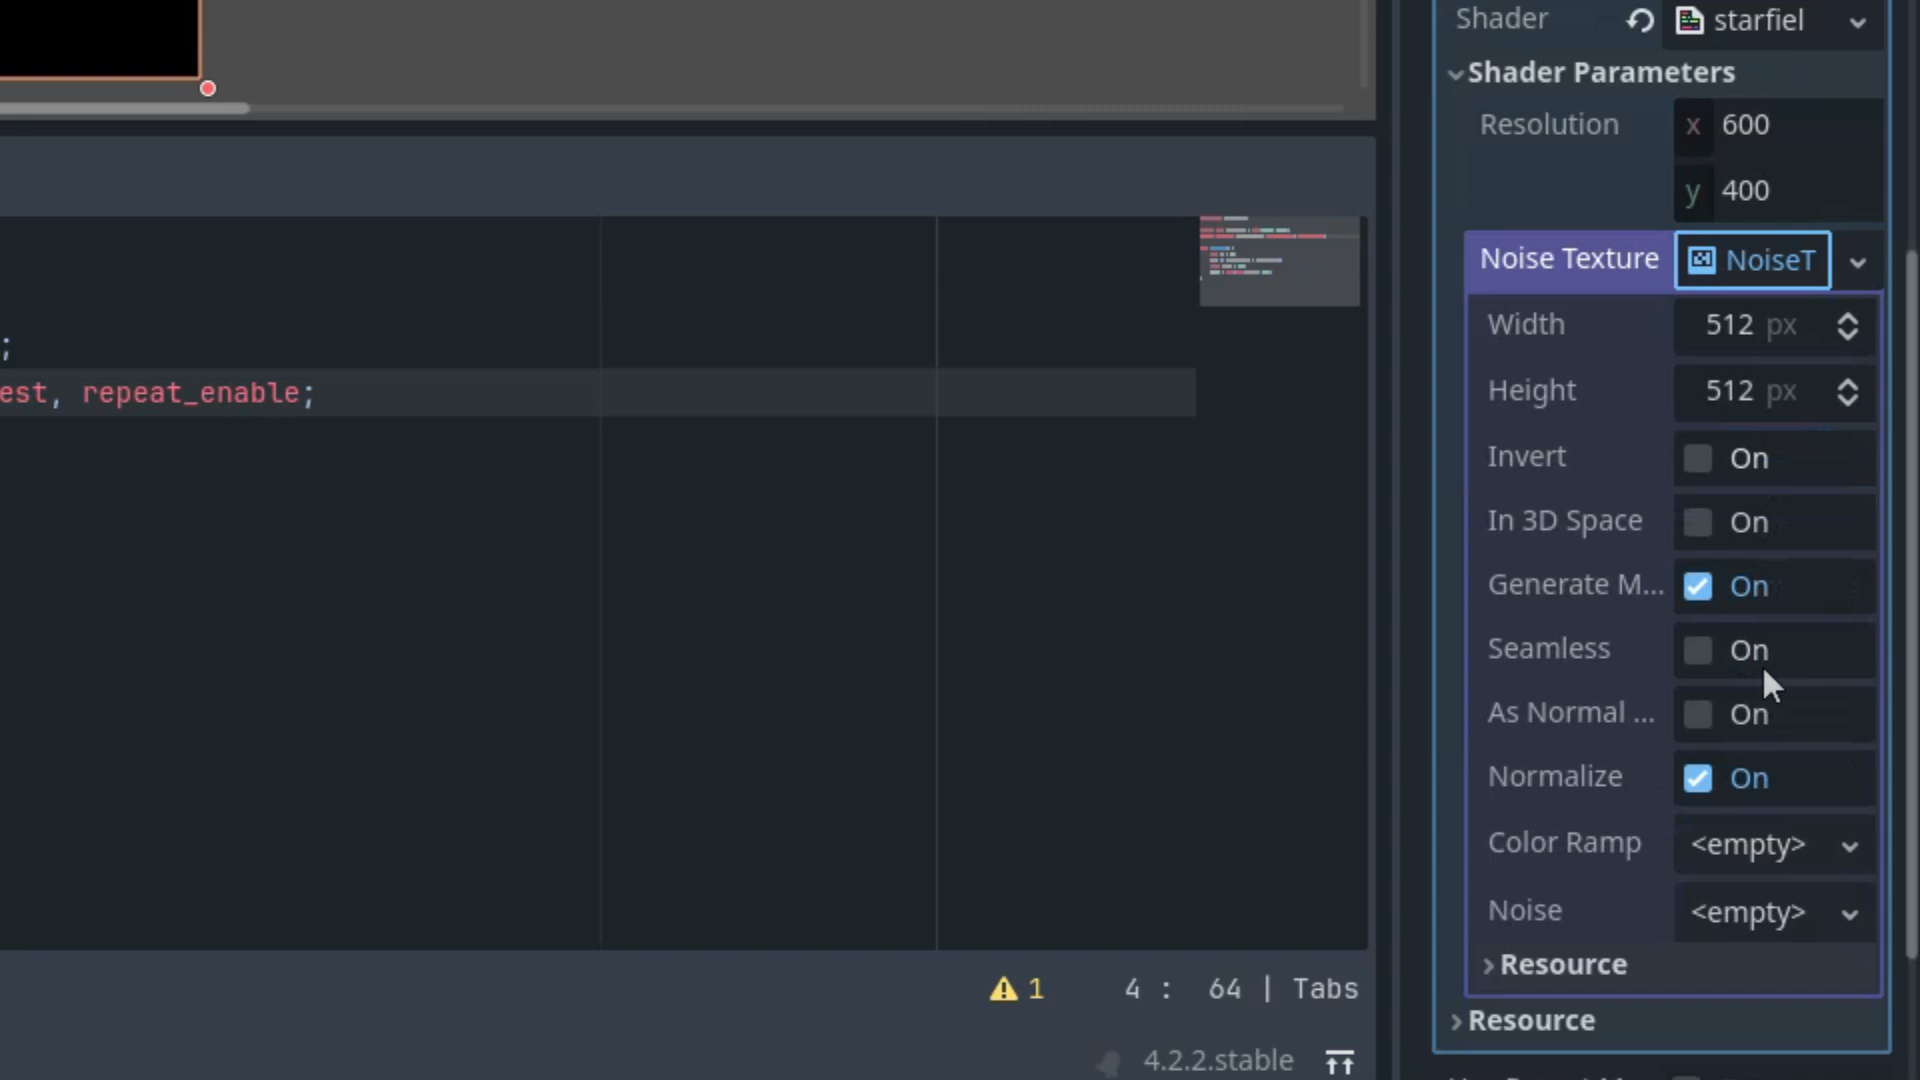 Shader starfiel
Shader Parameters
Resolution x 600
y 400
;
est, repeat_enable;
Noise Texture NoiseT
Width 512 px
Height 512 px
Invert On
In 3D Space On
Generate M... On
Seamless On
As Normal ... On
Normalize On
Color Ramp <empty>
Noise <empty>
Resource
Resource
1 4 : 64 | Tabs
4.2.2.stable